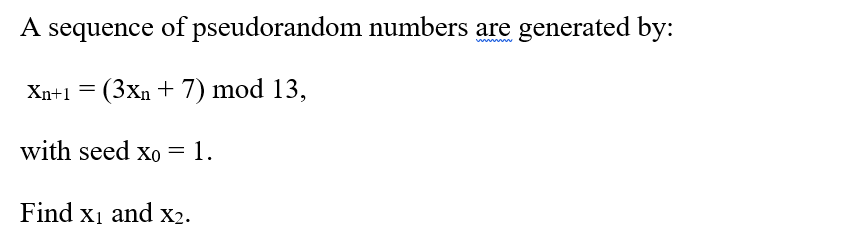 A sequence of pseudorandom numbers are generated by:
xn+1 = (3xn + 7) mod 13,
with seed x0 = 1.
Find x1 and x2.